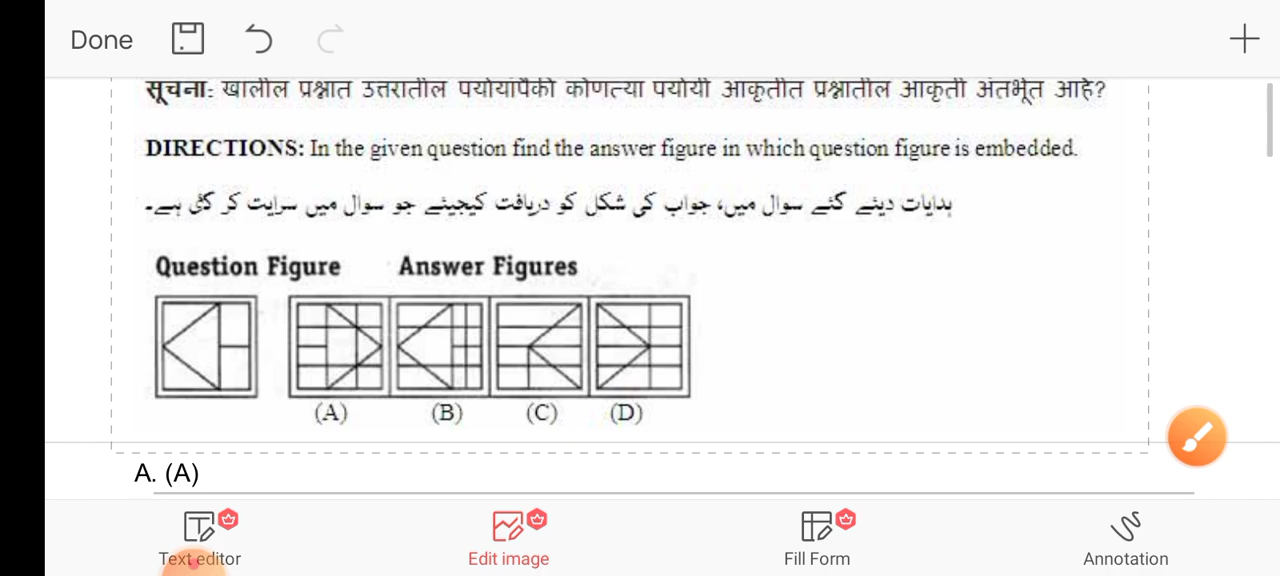 Done
सूचना: खालील प्रश्नात उत्तरातील पर्यायांपैकी कोणत्या पर्यायी आकृतीत प्रश्नातील आकृती अंतर्भूत आहे?
DIRECTIONS: In the given question find the answer figure in which question figure is embedded.
ہدایات دیئے گئے سوال میں، جواب کی شکل کو دریافت کیجیئے جو سوال میں سرایت کر گئی ہے۔
Question Figure Answer Figures
(A) (B) (C) (D)
A. (A)
Text editor Edit image Fill Form Annotation